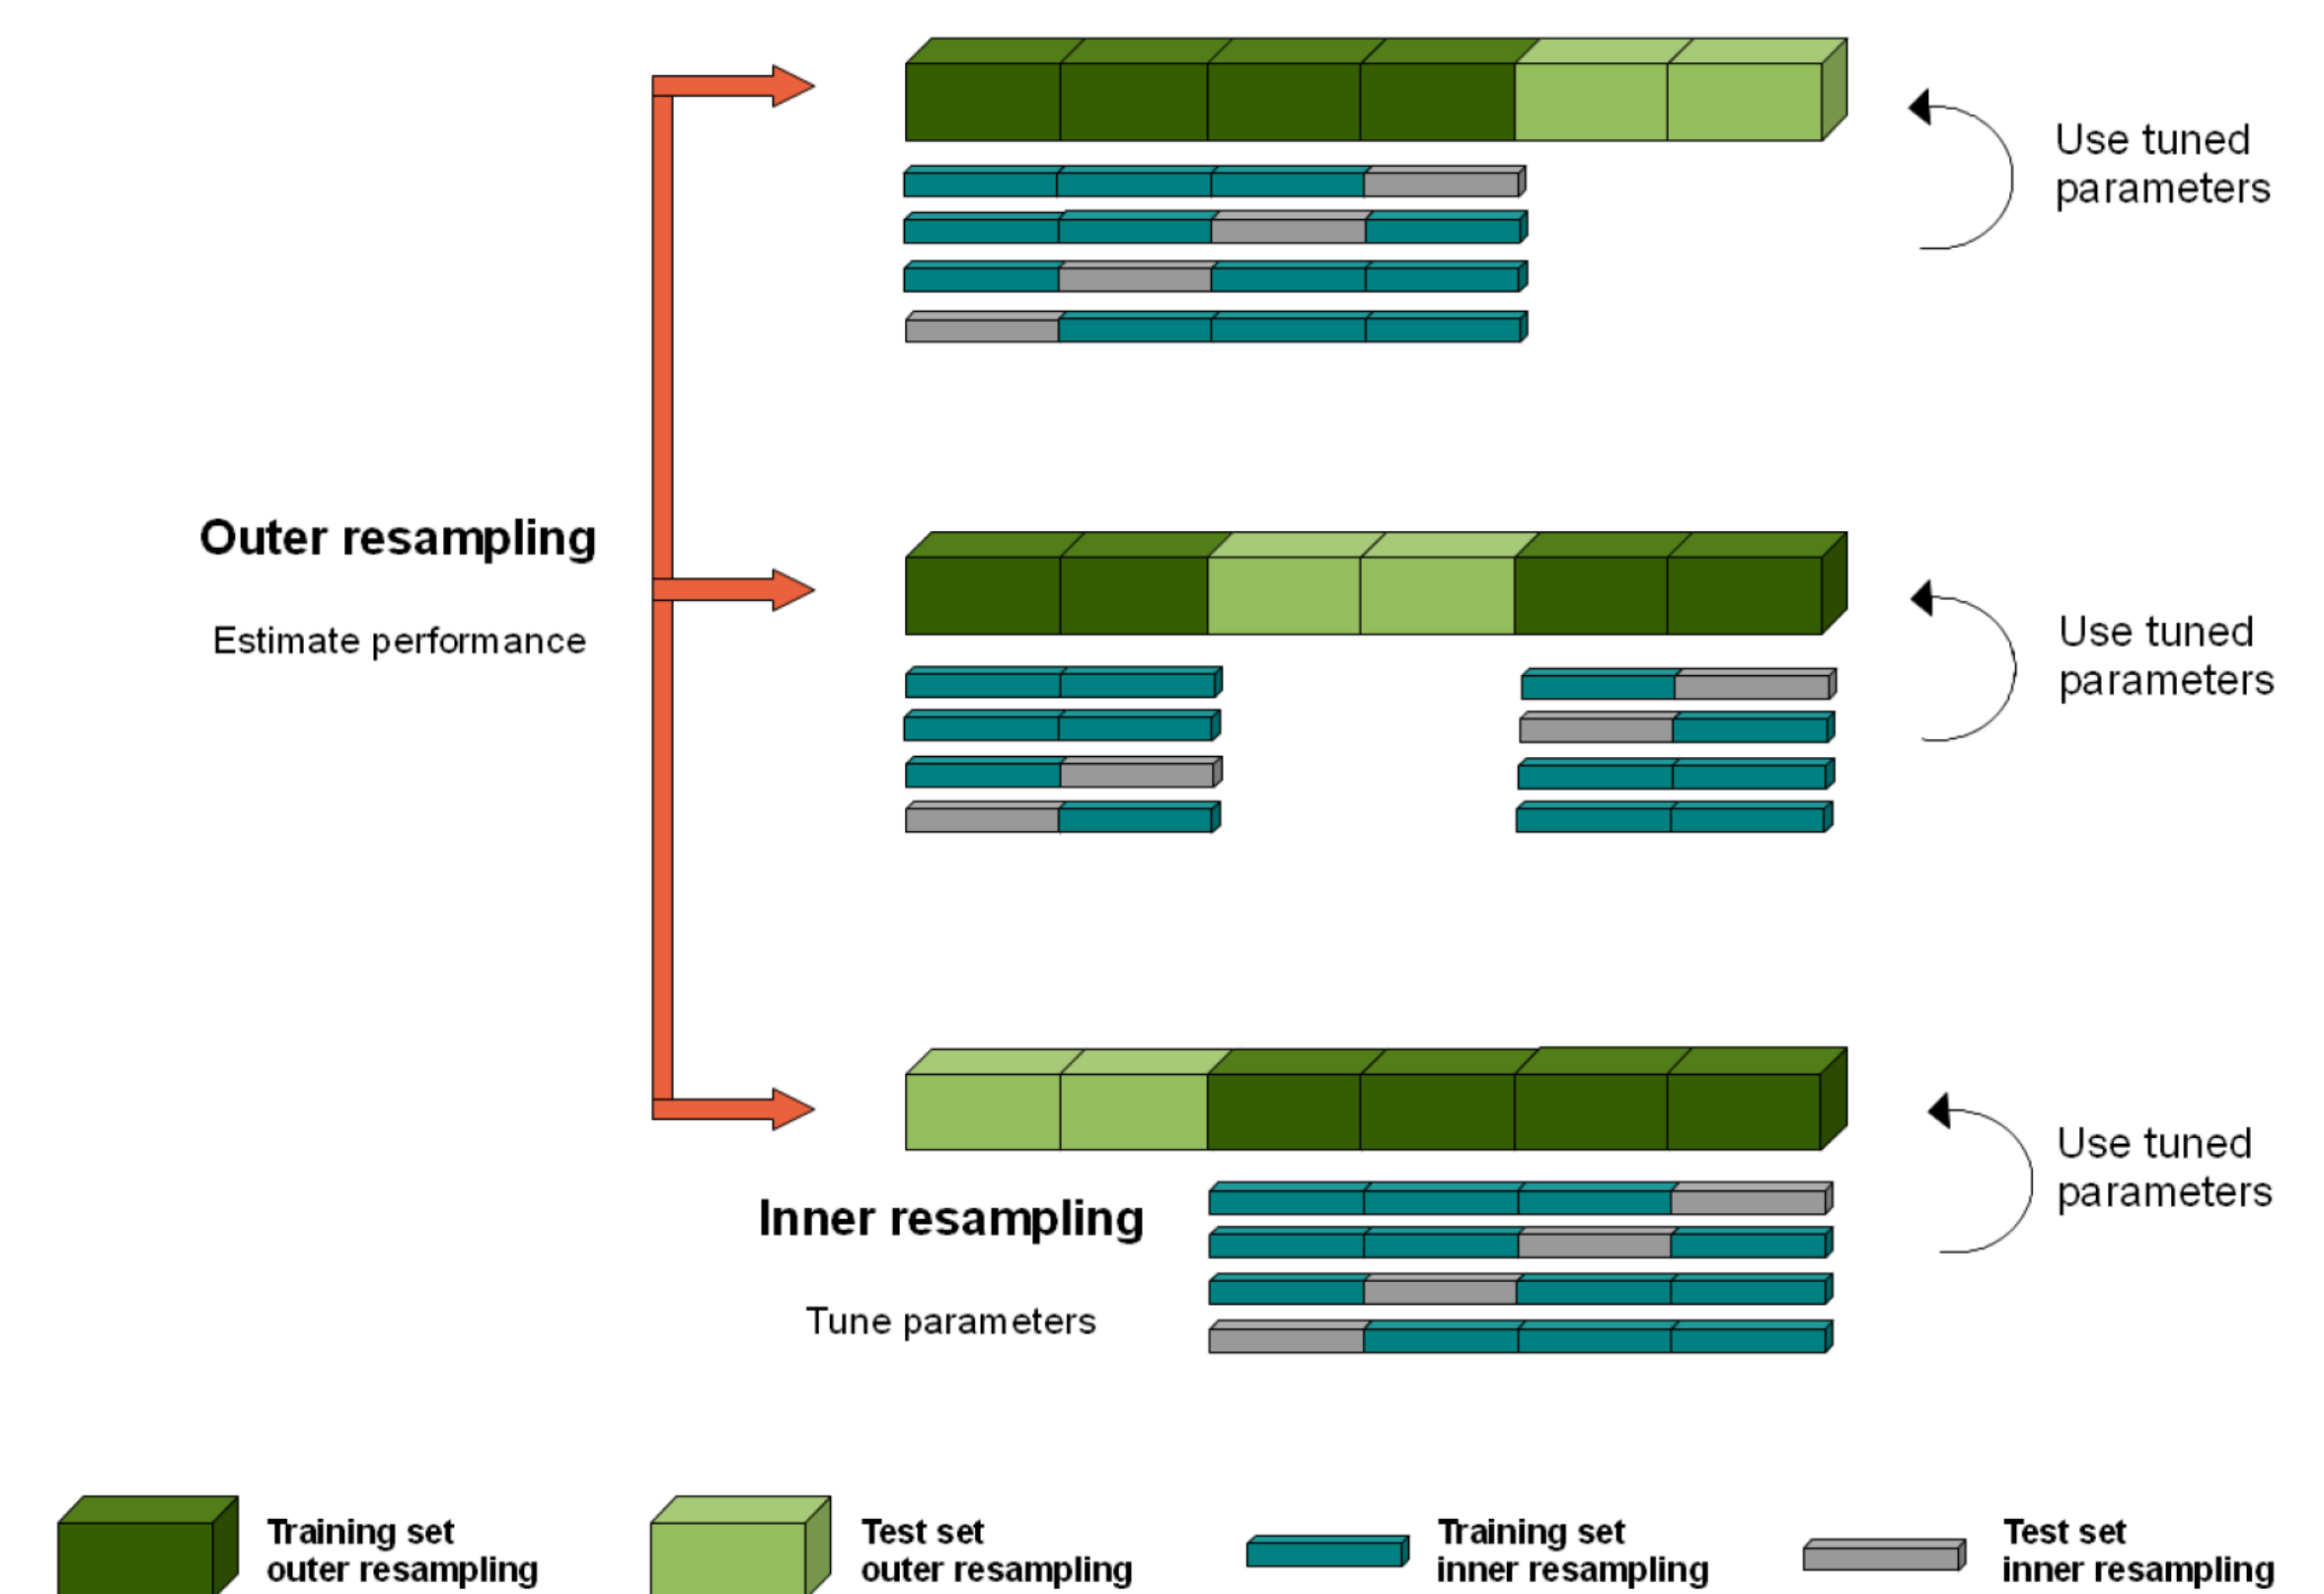 Use tuned
parameters
Outer resampling
Estimate performance
Use tuned
parameters
Use tuned
parameters
Inner resampling
Tune parameters
Training set
outer resampling
Test set
outer resampling
Training set
inner resampling
Test set
inner resampling